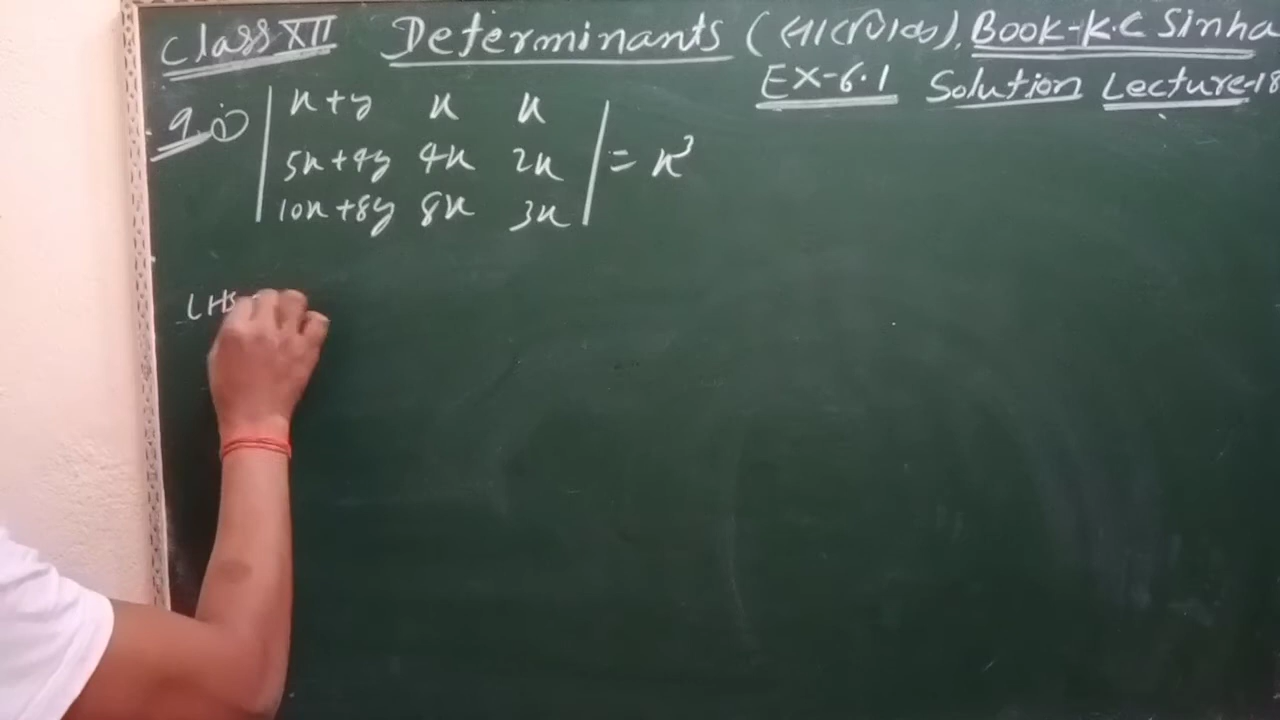 Class XII Determinants (सारणिक), Book-K.C Sinha
EX-6.1 Solution Lecture-18
9. (i) | x+y x x |
| 5x+4y 4x 2x | = x³
| 10x+8y 8x 3x |
LHS